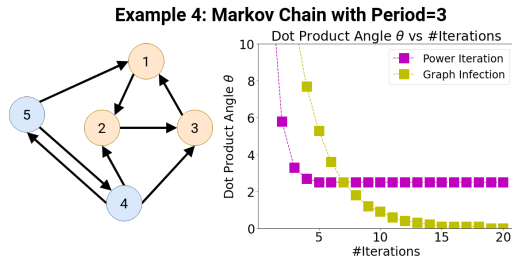 Example 4: Markov Chain with Period=3
1
5
2
3
4
Dot Product Angle θ vs #Iterations
Dot Product Angle θ
10
8
6
4
2
0
Power Iteration
Graph Infection
5
10
15
20
#Iterations